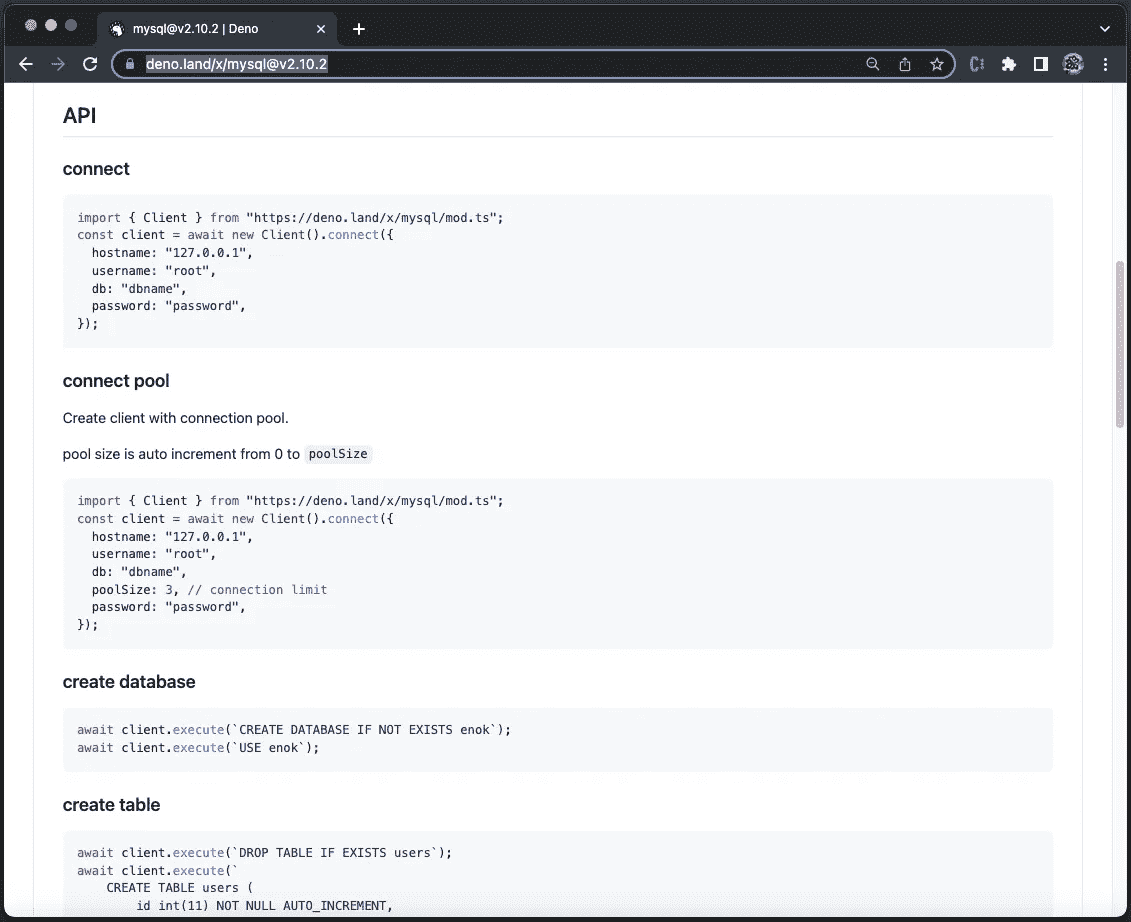 mysql@v2.10.2 | Deno
deno.land/x/mysql@v2.10.2
API
connect
import { Client } from "https://deno.land/x/mysql/mod.ts";
const client = await new Client().connect({
  hostname: "127.0.0.1",
  username: "root",
  db: "dbname",
  password: "password",
});
connect pool
Create client with connection pool.
pool size is auto increment from 0 to poolSize
import { Client } from "https://deno.land/x/mysql/mod.ts";
const client = await new Client().connect({
  hostname: "127.0.0.1",
  username: "root",
  db: "dbname",
  poolSize: 3, // connection limit
  password: "password",
});
create database
await client.execute(`CREATE DATABASE IF NOT EXISTS enok`);
await client.execute(`USE enok`);
create table
await client.execute(`DROP TABLE IF EXISTS users`);
await client.execute(`
    CREATE TABLE users (
        id int(11) NOT NULL AUTO_INCREMENT,